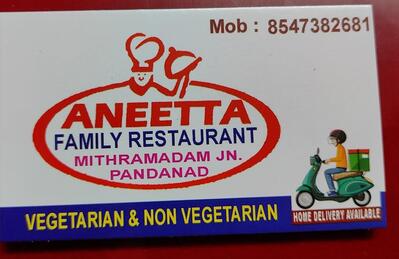 Mob : 8547382681
ANEETTA
FAMILY RESTAURANT
MITHRAMADAM JN.
PANDANAD
VEGETARIAN & NON VEGETARIAN
HOME DELIVERY AVAILABLE